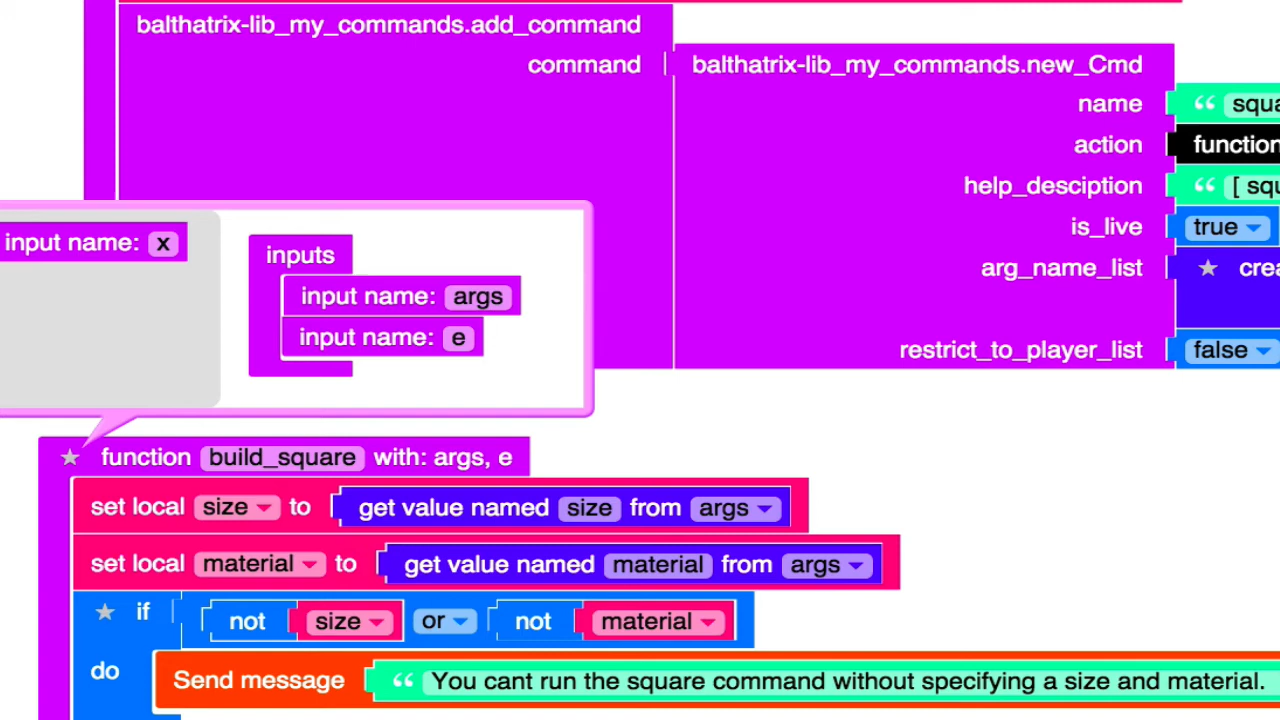 balthatrix-lib_my_commands.add_command
command balthatrix-lib_my_commands.new_Cmd
name “
action function
help_desciption “ [
is_live true
arg_name_list
restrict_to_player_list false
input name: x
inputs
input name: args
input name: e
function build_square with: args, e
set local size to get value named size from args
set local material to get value named material from args
if not size or not material
do Send message “ You cant run the square command without specifying a size and material.